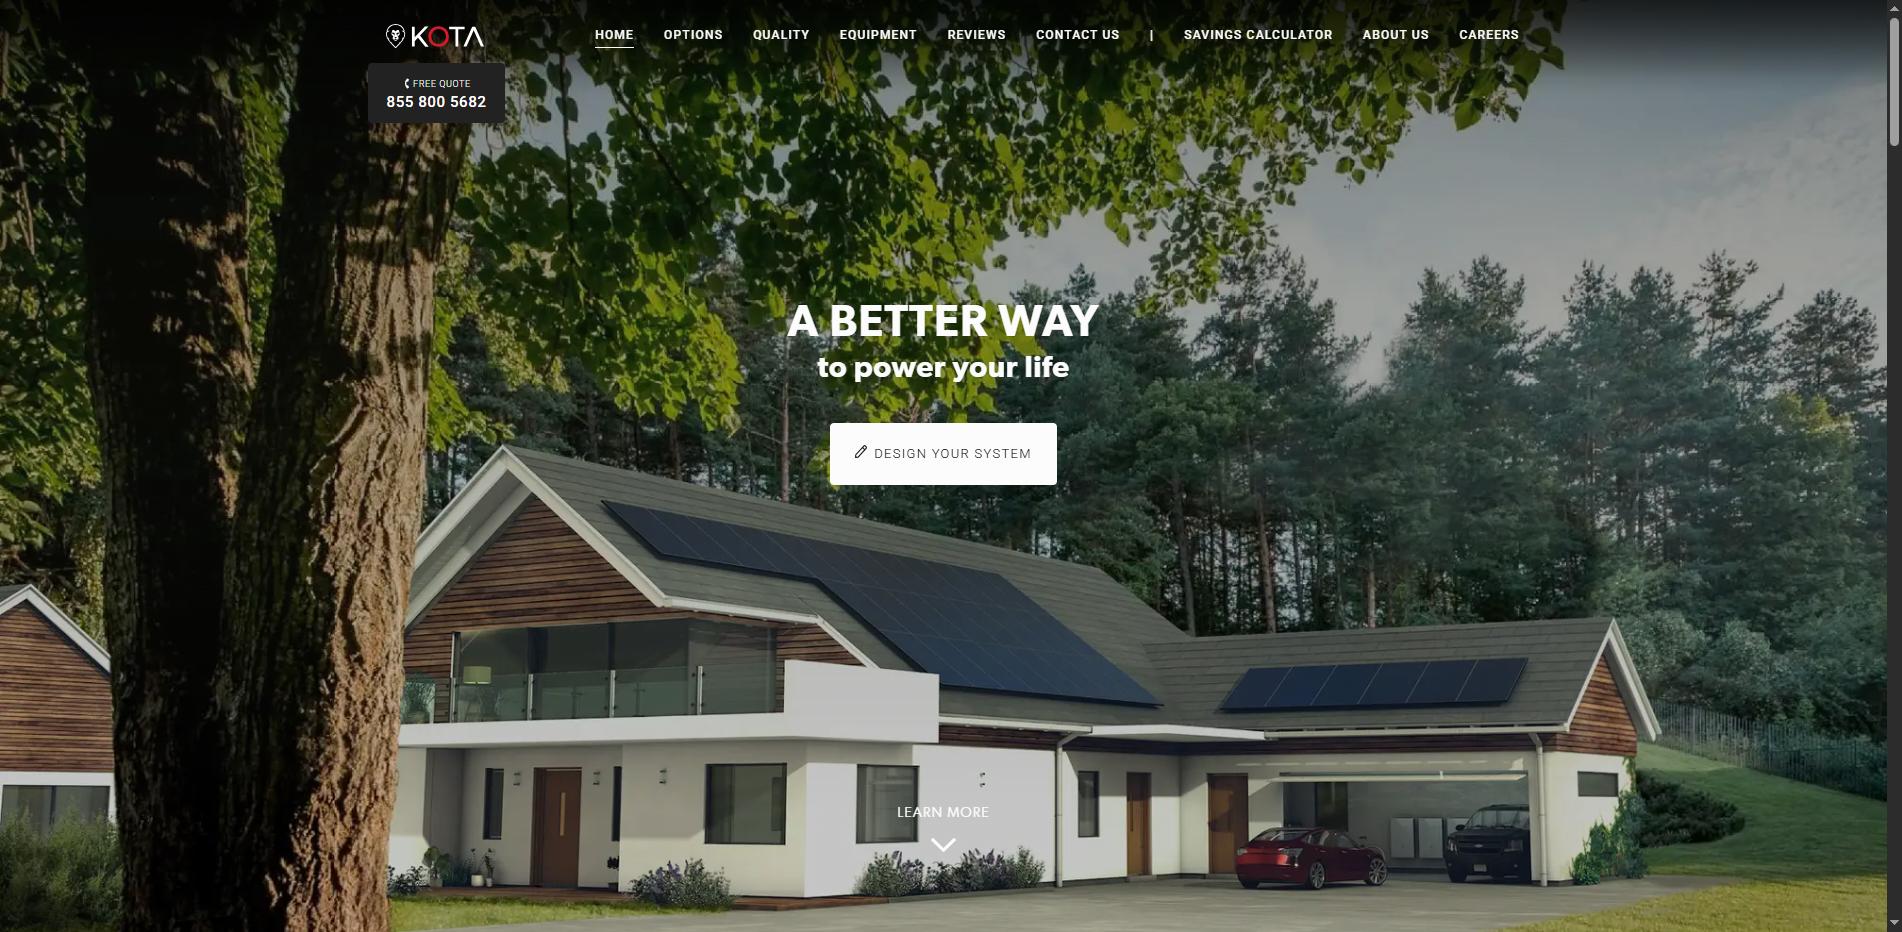 KOTA
HOME
OPTIONS
QUALITY
EQUIPMENT
REVIEWS
CONTACT US
|
SAVINGS CALCULATOR
ABOUT US
CAREERS
FREE QUOTE
855 800 5682
A BETTER WAY
to power your life
DESIGN YOUR SYSTEM
LEARN MORE